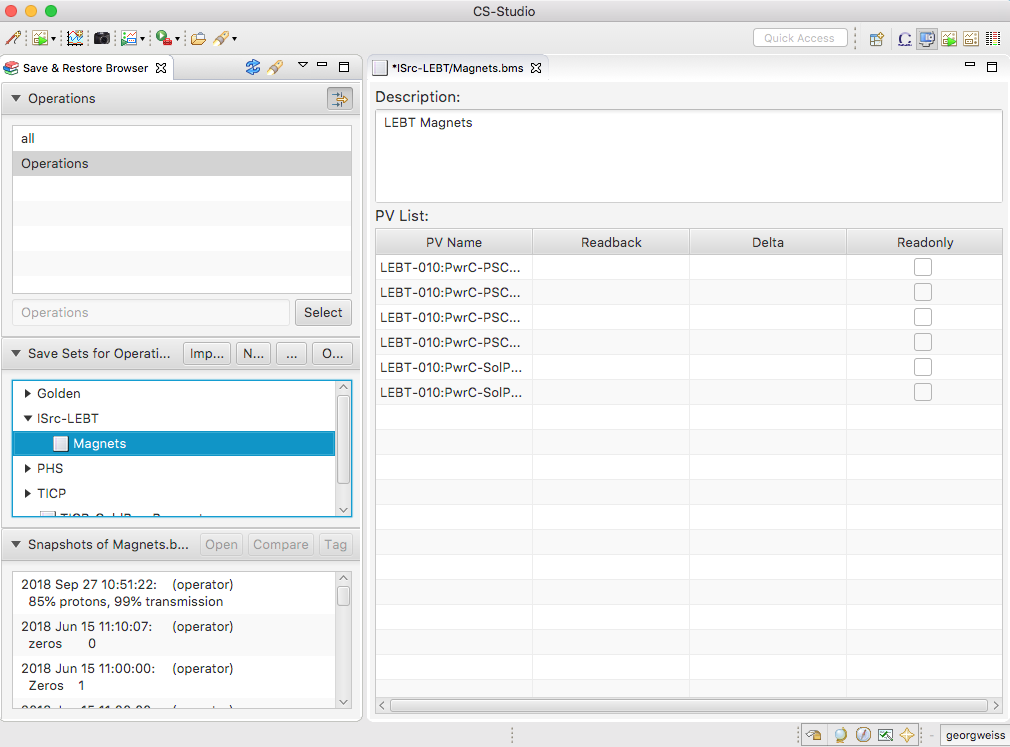 CS-Studio
Quick Access
Save & Restore Browser
Operations
all
Operations
Operations
Select
Save Sets for Operati...
Imp...
N...
...
O...
Golden
ISrc-LEBT
Magnets
PHS
TICP
Snapshots of Magnets.b...
Open
Compare
Tag
2018 Sep 27 10:51:22: (operator)
85% protons, 99% transmission
2018 Jun 15 11:10:07: (operator)
zeros 0
2018 Jun 15 11:00:00: (operator)
Zeros 1
*ISrc-LEBT/Magnets.bms
Description:
LEBT Magnets
PV List:
PV Name Readback Delta Readonly
LEBT-010:PwrC-PSC...
LEBT-010:PwrC-PSC...
LEBT-010:PwrC-PSC...
LEBT-010:PwrC-PSC...
LEBT-010:PwrC-SolP...
LEBT-010:PwrC-SolP...
georgweiss